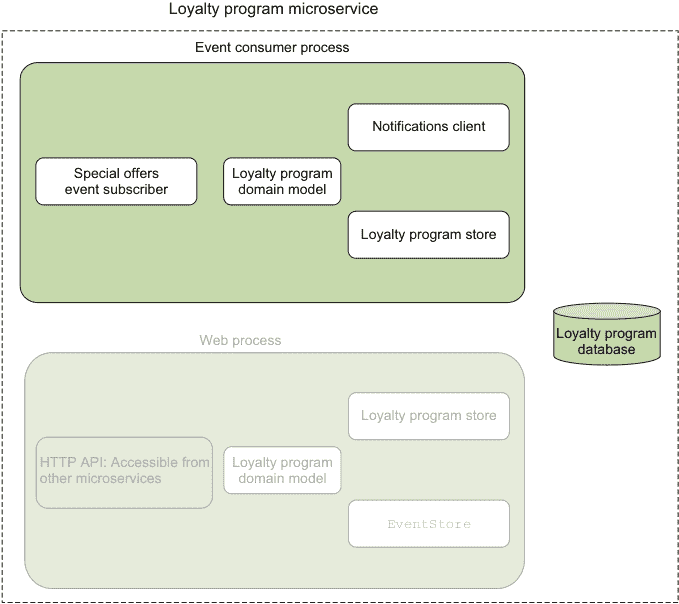 Loyalty program microservice
Event consumer process
Notifications client
Special offers
event subscriber
Loyalty program
domain model
Loyalty program store
Loyalty program
database
Web process
Loyalty program store
HTTP API: Accessible from
other microservices
Loyalty program
domain model
EventStore